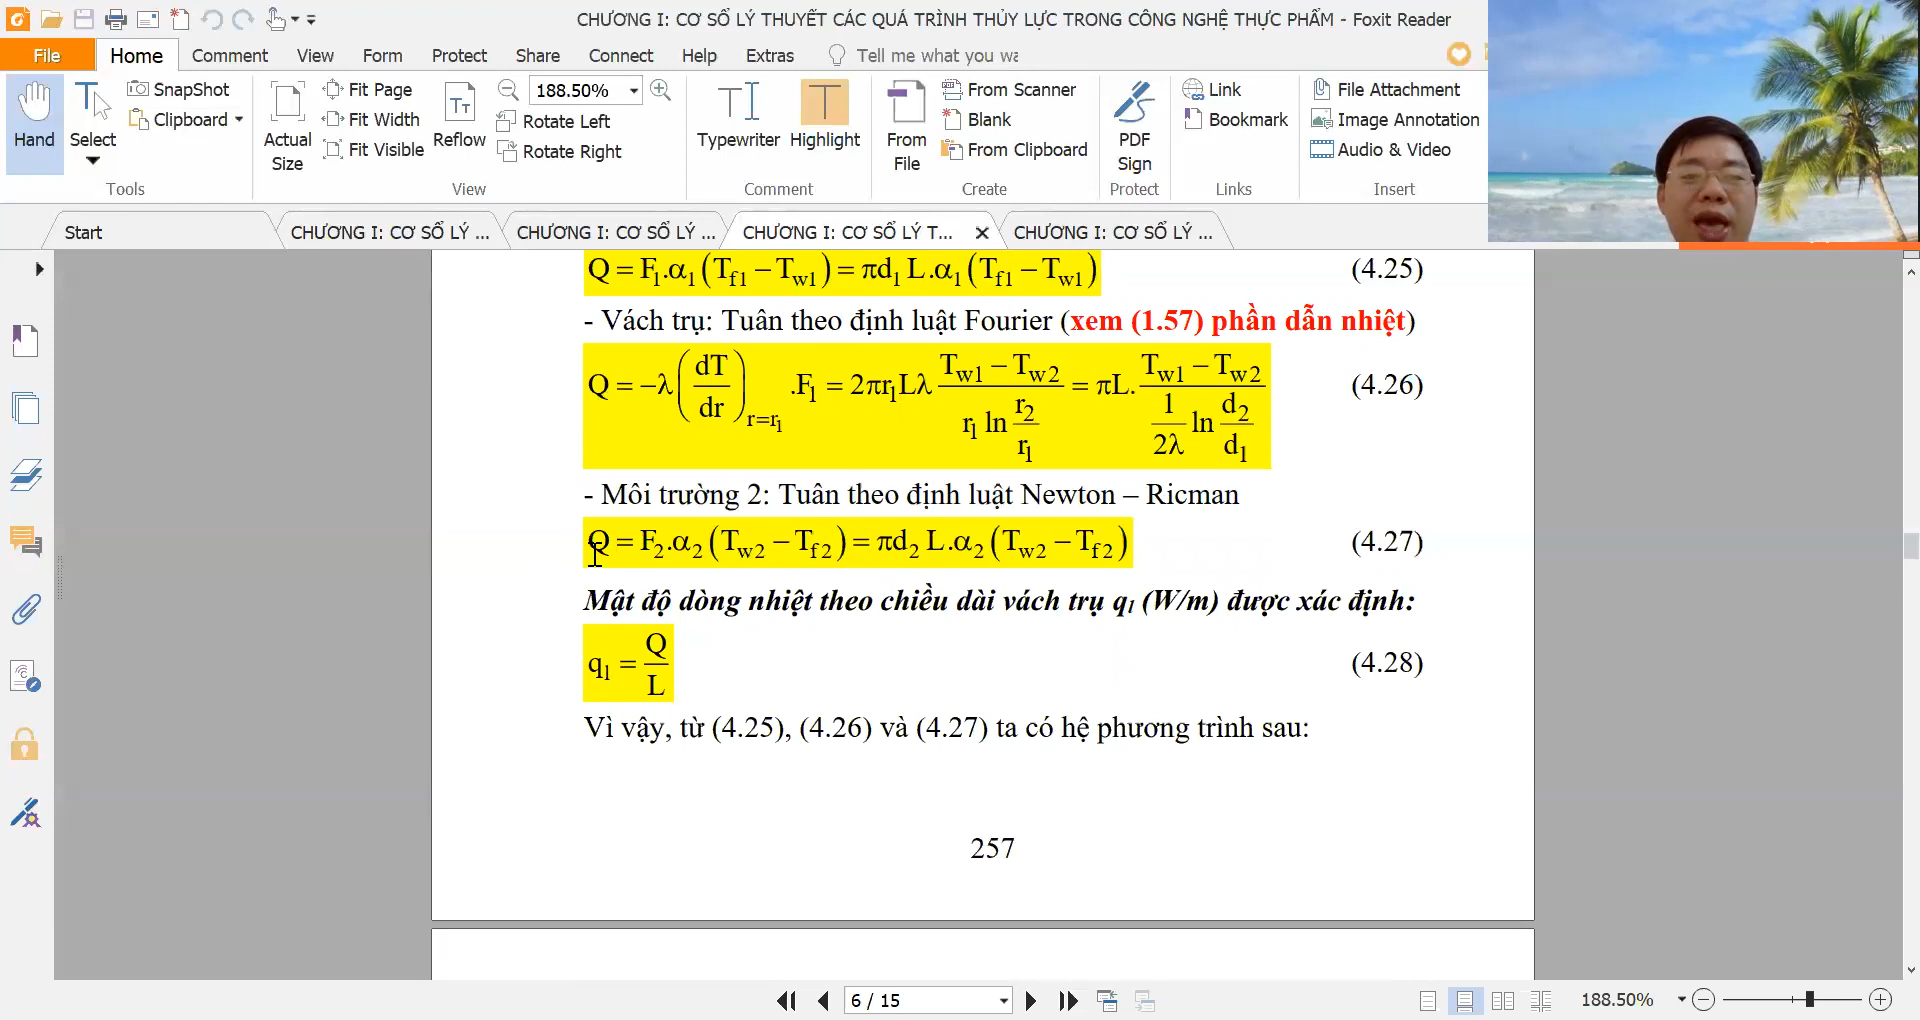 CHƯƠNG I: CƠ SỔ LÝ THUYẾT CÁC QUÁ TRÌNH THỦY LỰC TRONG CÔNG NGHỆ THỰC PHẨM - Foxit Reader
File Home Comment View Form Protect Share Connect Help Extras Tell me what you wa
Hand
Select
SnapShot
Clipboard
Tools
Actual Size
Fit Page
Fit Width
Fit Visible
Reflow
188.50%
Rotate Left
Rotate Right
View
Typewriter
Highlight
Comment
From File
From Scanner
Blank
From Clipboard
Create
PDF Sign
Protect
Link
Bookmark
Links
File Attachment
Image Annotation
Audio & Video
Insert
Start
CHƯƠNG I: CƠ SỔ LÝ ...
CHƯƠNG I: CƠ SỔ LÝ ...
CHƯƠNG I: CƠ SỔ LÝ T...
CHƯƠNG I: CƠ SỔ LÝ ...
Q = F₁.α₁(T_f1 − T_w1) = πd₁ L.α₁(T_f1 − T_w1) (4.25)
- Vách trụ: Tuân theo định luật Fourier (xem (1.57) phần dẫn nhiệt)
Q = −λ(dT/dr)_r=r₁ .F₁ = 2πr₁Lλ (T_w1 − T_w2)/(r₁ ln r₂/r₁) = πL. (T_w1 − T_w2)/(1/2λ ln d₂/d₁) (4.26)
- Môi trường 2: Tuân theo định luật Newton – Ricman
Q = F₂.α₂(T_w2 − T_f2) = πd₂ L.α₂(T_w2 − T_f2) (4.27)
Mật độ dòng nhiệt theo chiều dài vách trụ q_l (W/m) được xác định:
q_l = Q/L (4.28)
Vì vậy, từ (4.25), (4.26) và (4.27) ta có hệ phương trình sau:
257
6 / 15
188.50%